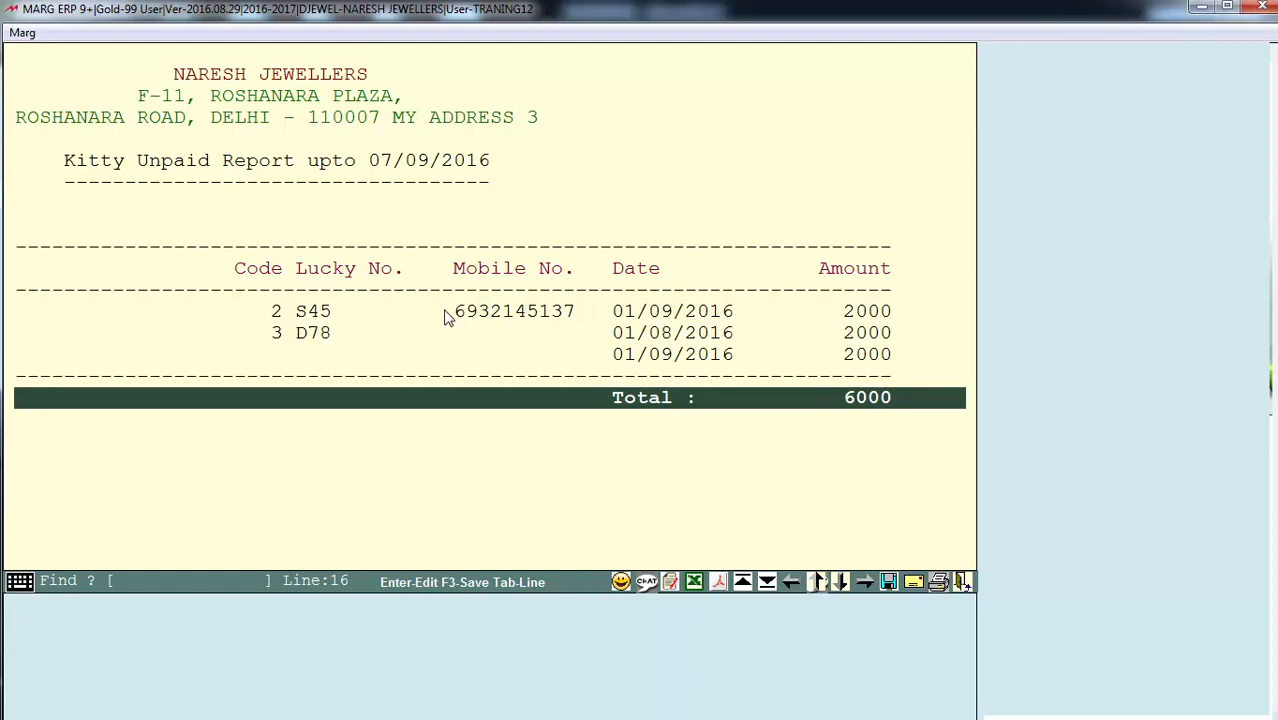 MARG ERP 9+|Gold-99 User|Ver-2016.08.29|2016-2017|DJEWEL-NARESH JEWELLERS|User-TRANING12
Marg
NARESH JEWELLERS
F-11, ROSHANARA PLAZA,
ROSHANARA ROAD, DELHI - 110007 MY ADDRESS 3
Kitty Unpaid Report upto 07/09/2016
Code Lucky No. Mobile No. Date Amount
2 S45 6932145137 01/09/2016 2000
3 D78 01/08/2016 2000
01/09/2016 2000
Total : 6000
Find ? [ ] Line:16 Enter-Edit F3-Save Tab-Line CHAT